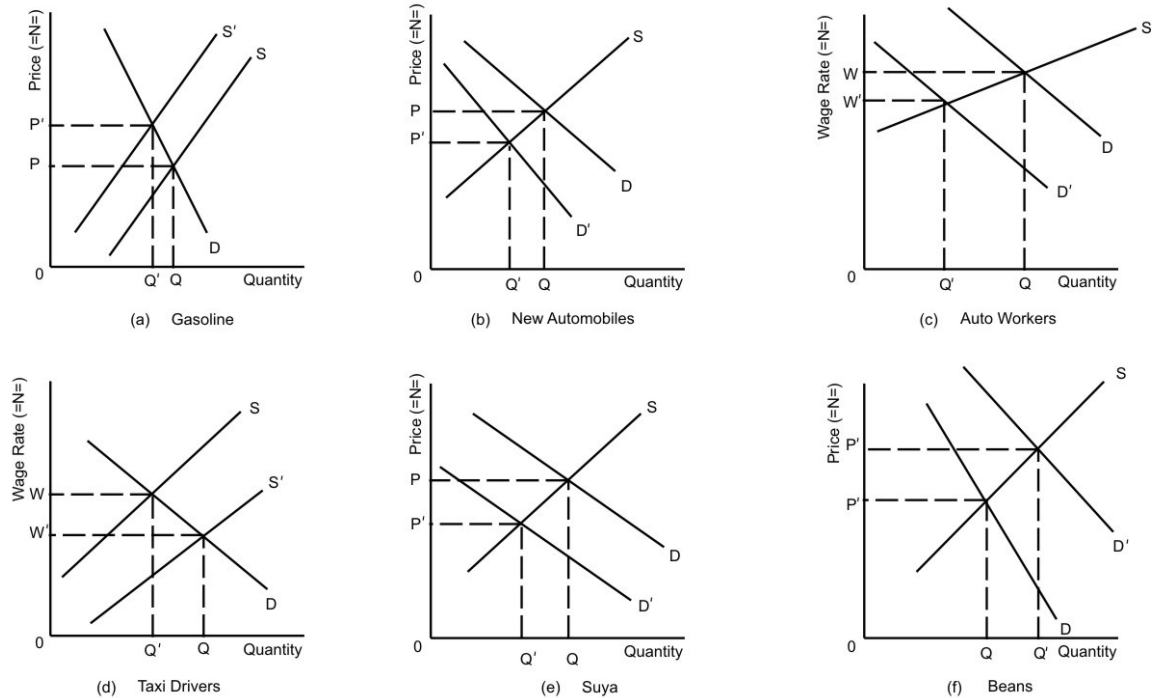 Price (=N=)
S'
S
P'
P
D
0
Q'
Q
Quantity
(a) Gasoline
Price (=N=)
S
P
P'
D
D'
0
Q'
Q
Quantity
(b) New Automobiles
Wage Rate (=N=)
S
W
W'
D
D'
0
Q'
Q
Quantity
(c) Auto Workers
Wage Rate (=N=)
S
S'
W
W'
D
0
Q'
Q
Quantity
(d) Taxi Drivers
Price (=N=)
S
P
P'
D
D'
0
Q'
Q
Quantity
(e) Suya
Price (=N=)
S
P'
P'
D'
D
0
Q
Q'
Quantity
(f) Beans